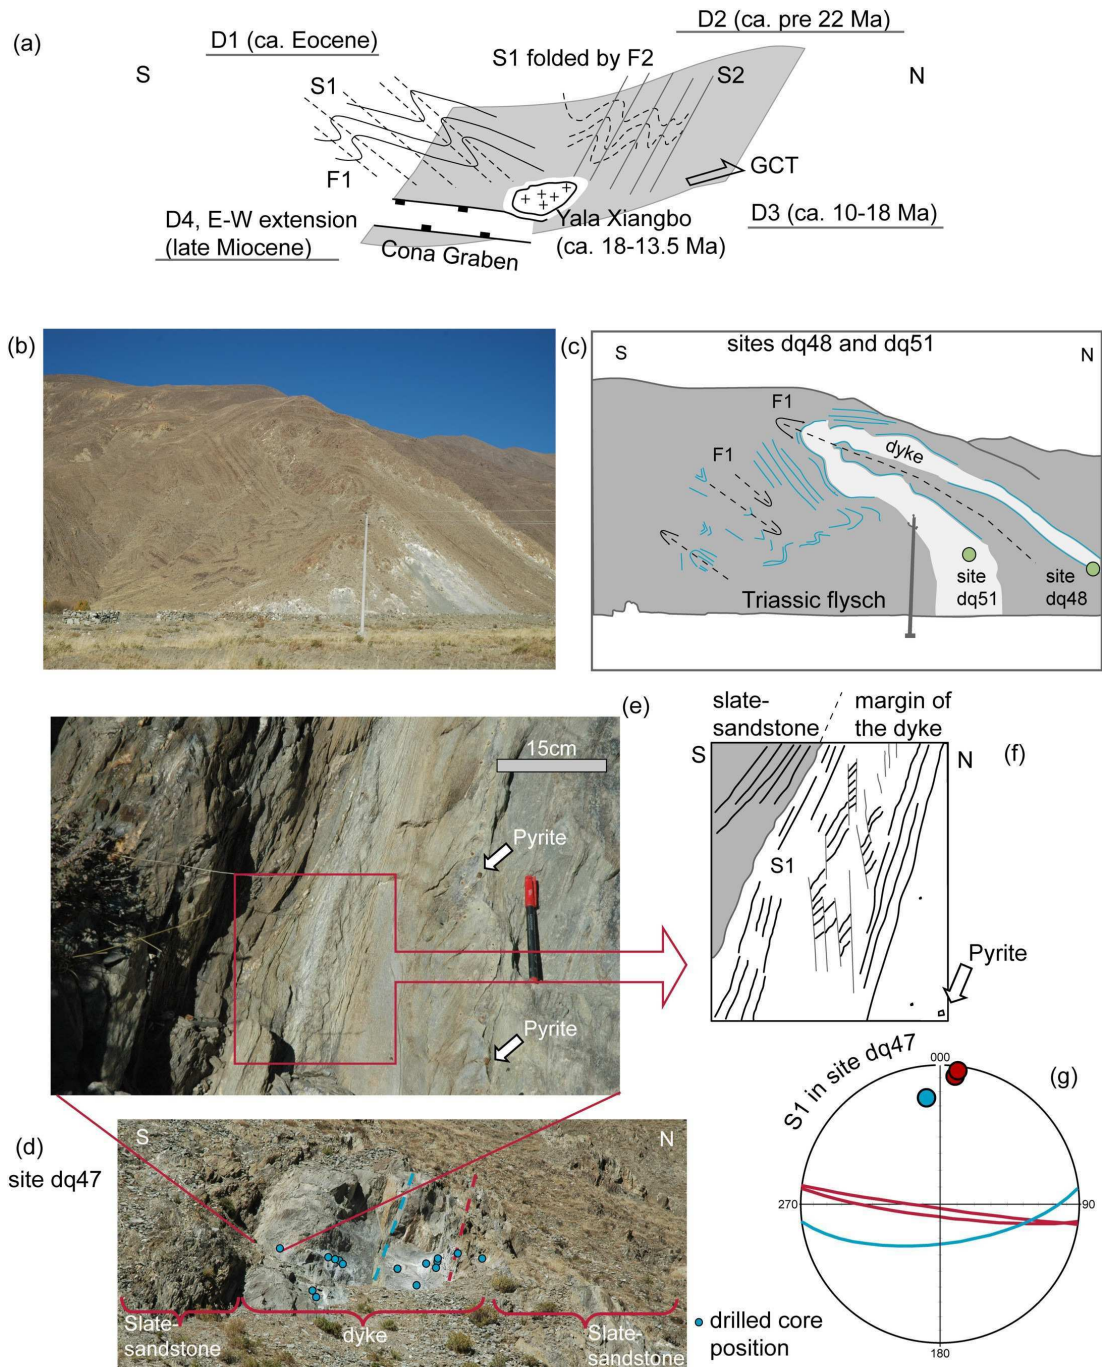 (a)
D1 (ca. Eocene)
D2 (ca. pre 22 Ma)
S
S1
S1 folded by F2
S2
N
F1
GCT
D4, E-W extension
(late Miocene)
Cona Graben
Yala Xiangbo
(ca. 18-13.5 Ma)
D3 (ca. 10-18 Ma)
(b)
(c)
S
sites dq48 and dq51
N
F1
F1
dyke
site
dq51
site
dq48
Triassic flysch
(e)
15cm
Pyrite
Pyrite
slate-
sandstone
margin of
the dyke
S
N
(f)
S1
Pyrite
(d)
site dq47
S
N
Slate-
sandstone
dyke
Slate-
sandstone
S1 in site dq47
000
(g)
270
90
180
drilled core
position